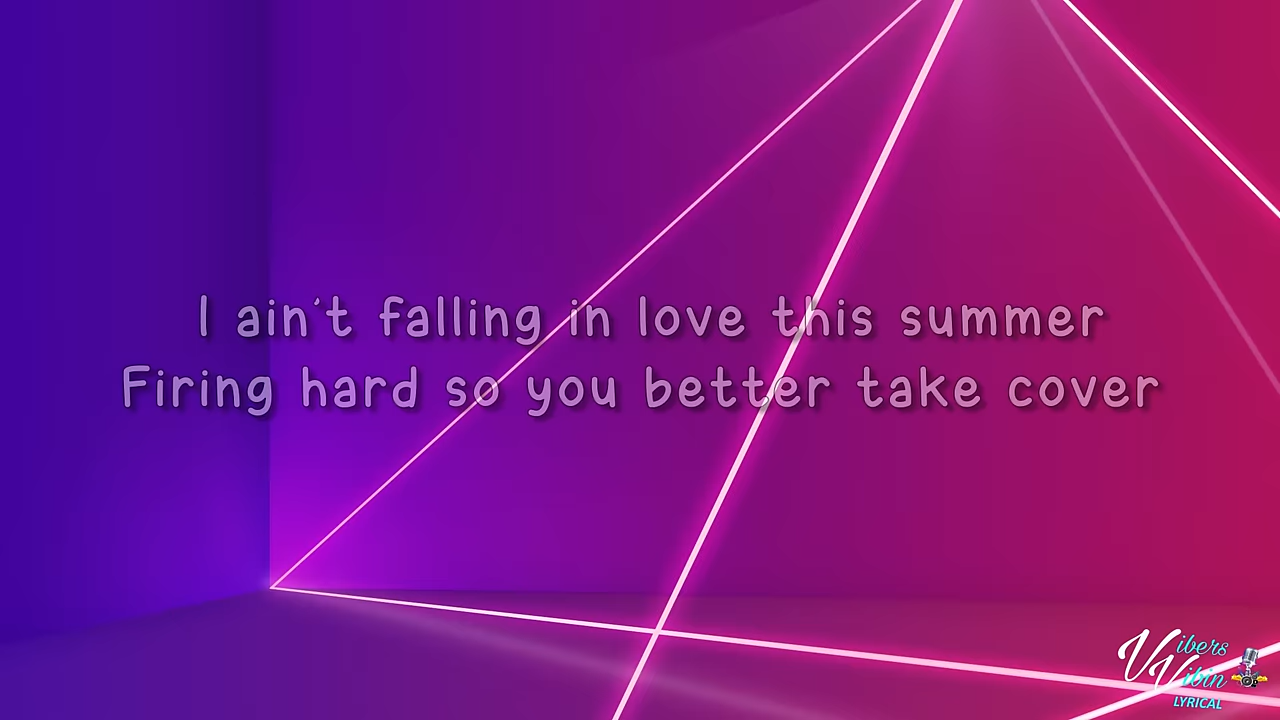 I ain't falling in love this summer
Firing hard so you better take cover
Vibers
Vibin
LYRICAL